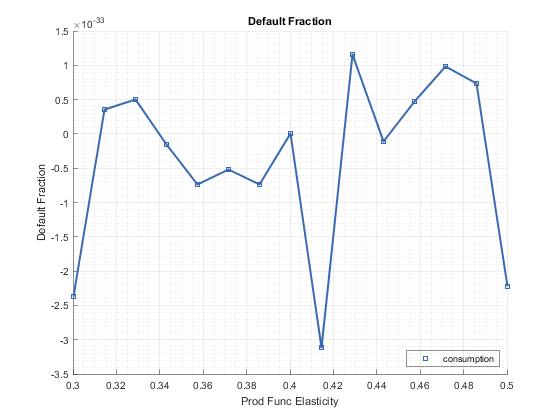 Default Fraction
×10^-33
1.5
1
0.5
0
-0.5
-1
-1.5
-2
-2.5
-3
-3.5
Default Fraction
0.3 0.32 0.34 0.36 0.38 0.4 0.42 0.44 0.46 0.48 0.5
Prod Func Elasticity
consumption